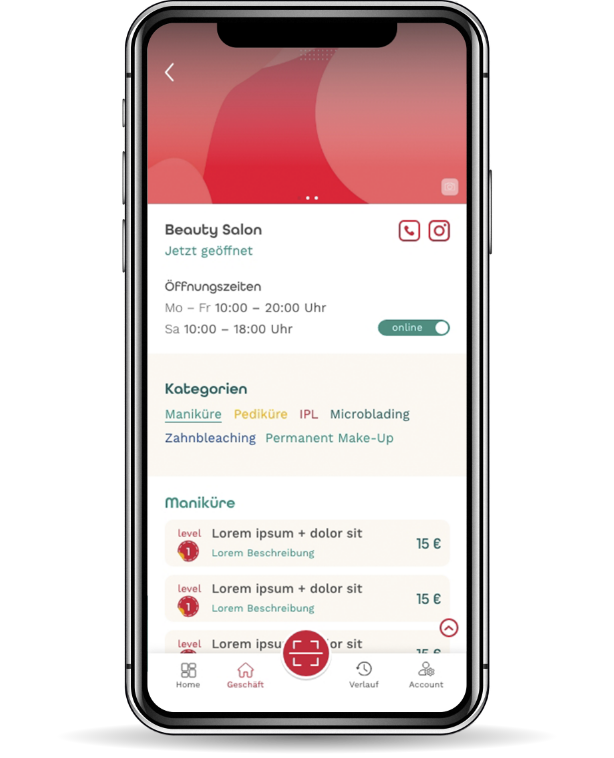 Beauty Salon
Jetzt geöffnet
Öffnungszeiten
Mo – Fr 10:00 – 20:00 Uhr
Sa 10:00 – 18:00 Uhr
online
Kategorien
Maniküre Pediküre IPL Microblading
Zahnbleaching Permanent Make-Up
Maniküre
level
1
Lorem ipsum + dolor sit
Lorem Beschreibung
15 €
level
1
Lorem ipsum + dolor sit
Lorem Beschreibung
15 €
level
Lorem ipsu or sit
15 €
Home Geschäft Verlauf Account